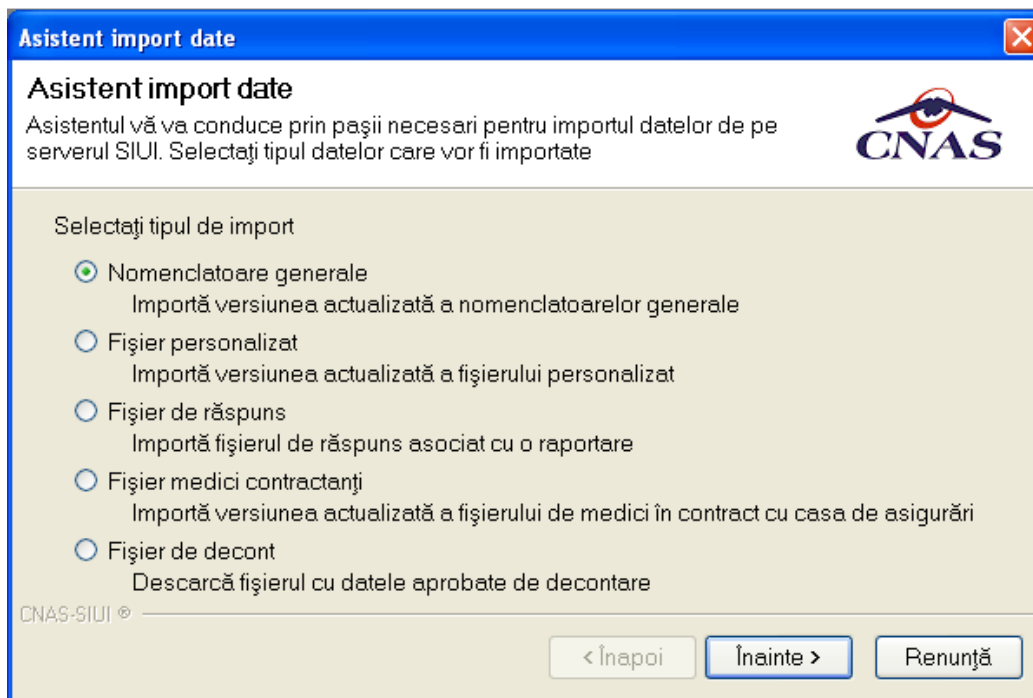 Asistent import date
Asistent import date
Asistentul vă va conduce prin paşii necesari pentru importul datelor de pe
serverul SIUI. Selectaţi tipul datelor care vor fi importate
CNAS
Selectaţi tipul de import
Nomenclatoare generale
Importă versiunea actualizată a nomenclatoarelor generale
Fişier personalizat
Importă versiunea actualizată a fişierului personalizat
Fişier de răspuns
Importă fişierul de răspuns asociat cu o raportare
Fişier medici contractanţi
Importă versiunea actualizată a fişierului de medici în contract cu casa de asigurări
Fişier de decont
Descarcă fişierul cu datele aprobate de decontare
CNAS-SIUI ®
< Înapoi
Înainte >
Renunţă